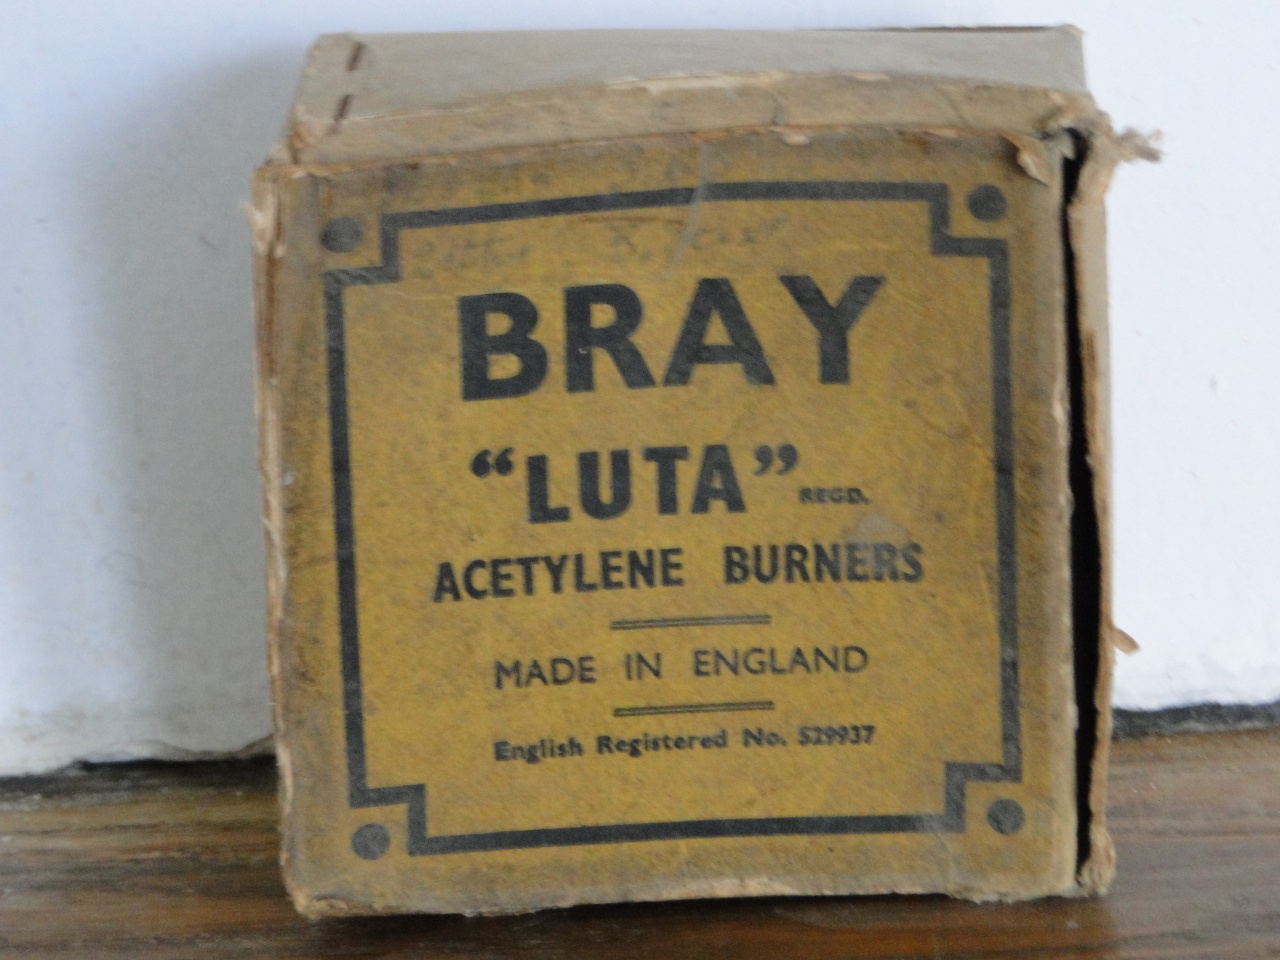 BRAY
“LUTA” REGD.
ACETYLENE BURNERS
MADE IN ENGLAND
English Registered No. 529937